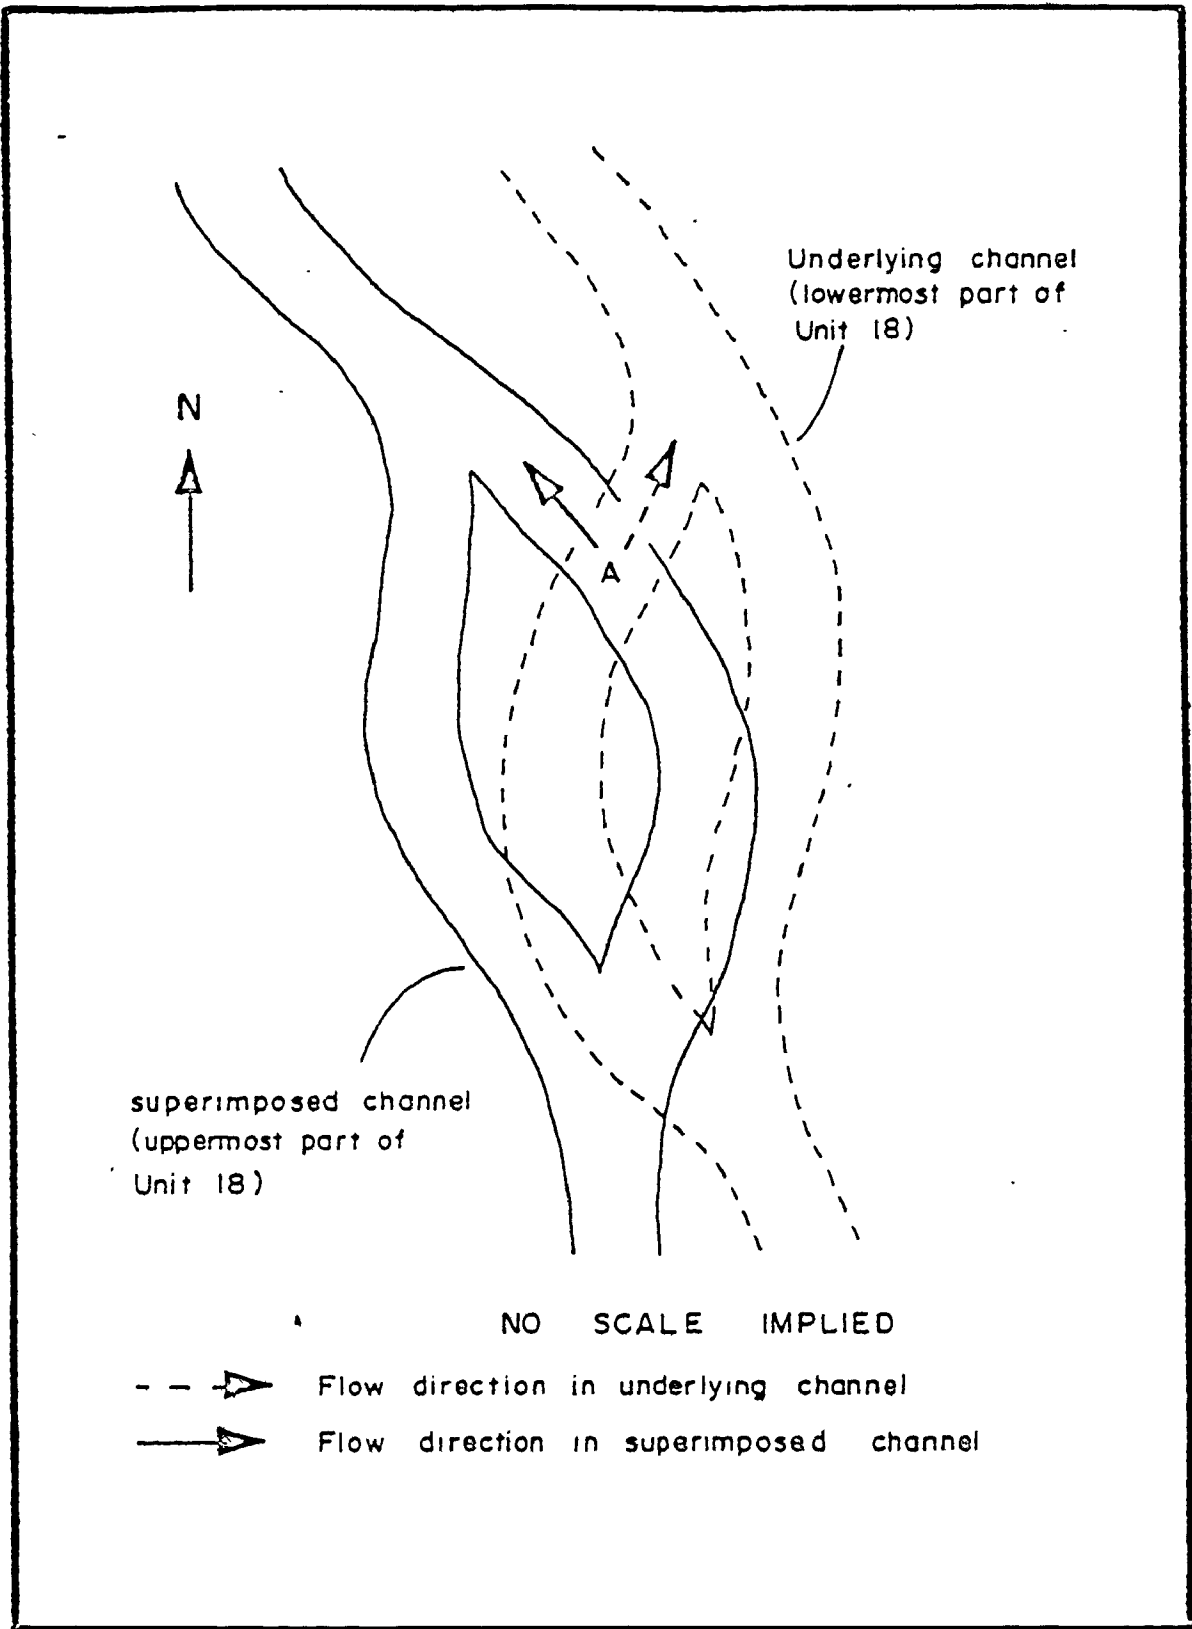 Underlying channel
(lowermost part of
Unit 18)
N
A
superimposed channel
(uppermost part of
Unit 18)
NO SCALE IMPLIED
Flow direction in underlying channel
Flow direction in superimposed channel